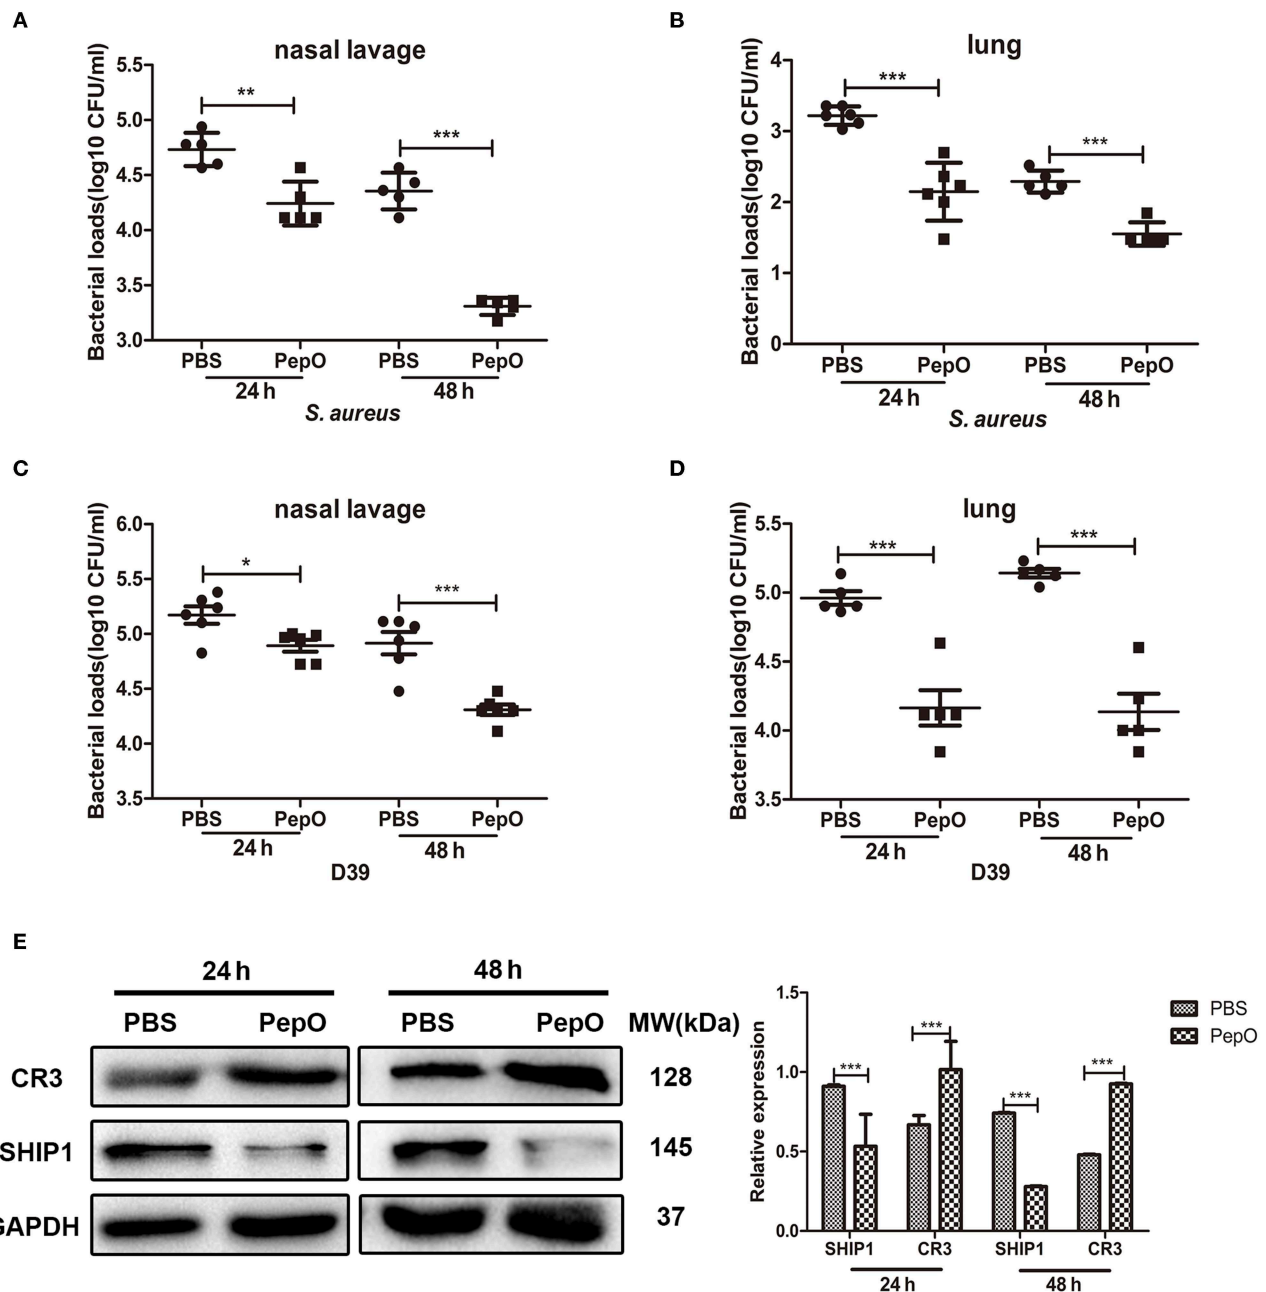 A
nasal lavage
Bacterial loads(log10 CFU/ml)
5.5
5.0
4.5
4.0
3.5
3.0
**
***
PBS PepO PBS PepO
24 h 48 h
S. aureus
B
lung
Bacterial loads(log10 CFU/ml)
4
3
2
1
0
***
***
PBS PepO PBS PepO
24 h 48 h
S. aureus
C
nasal lavage
Bacterial loads(log10 CFU/ml)
6.0
5.5
5.0
4.5
4.0
3.5
*
***
PBS PepO PBS PepO
24 h 48 h
D39
D
lung
Bacterial loads(log10 CFU/ml)
5.5
5.0
4.5
4.0
3.5
***
***
PBS PepO PBS PepO
24 h 48 h
D39
E
24 h 48 h
PBS PepO PBS PepO MW(kDa)
CR3 128
SHIP1 145
GAPDH 37
Relative expression
1.5
1.0
0.5
0.0
***
***
***
***
SHIP1 CR3 SHIP1 CR3
24 h 48 h
PBS
PepO